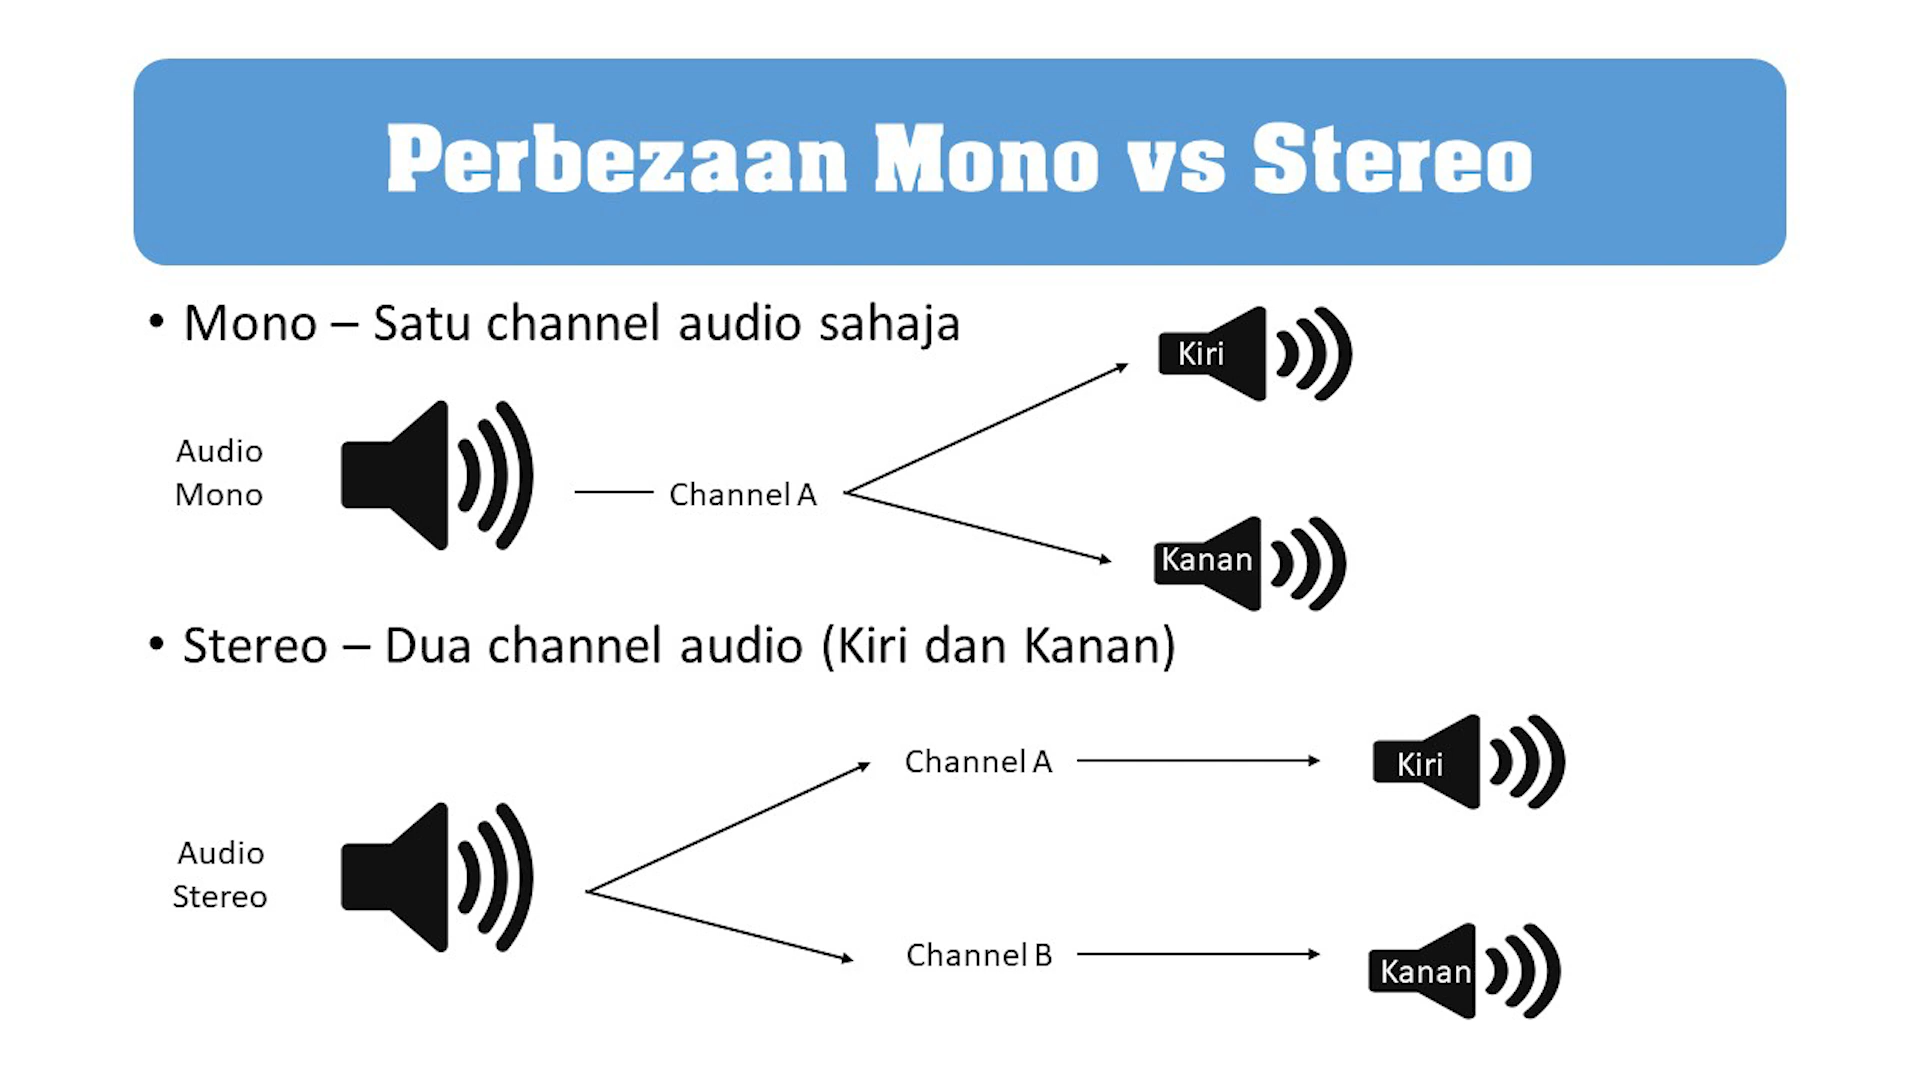 Perbezaan Mono vs Stereo
• Mono – Satu channel audio sahaja
Kiri
Audio
Mono
Channel A
Kanan
• Stereo – Dua channel audio (Kiri dan Kanan)
Channel A
Kiri
Audio
Stereo
Channel B
Kanan